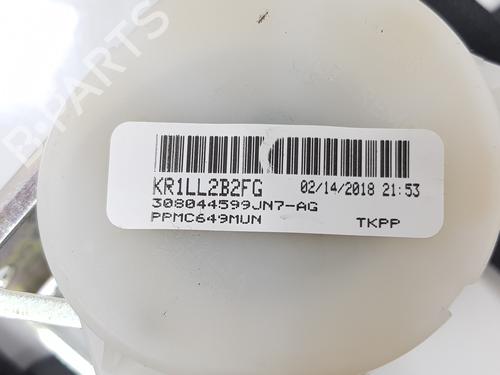 B-PARTS
KR1LL2B2FG 02/14/2018 21:53
308044599JN7-AG
PPMC649MUN TKPP